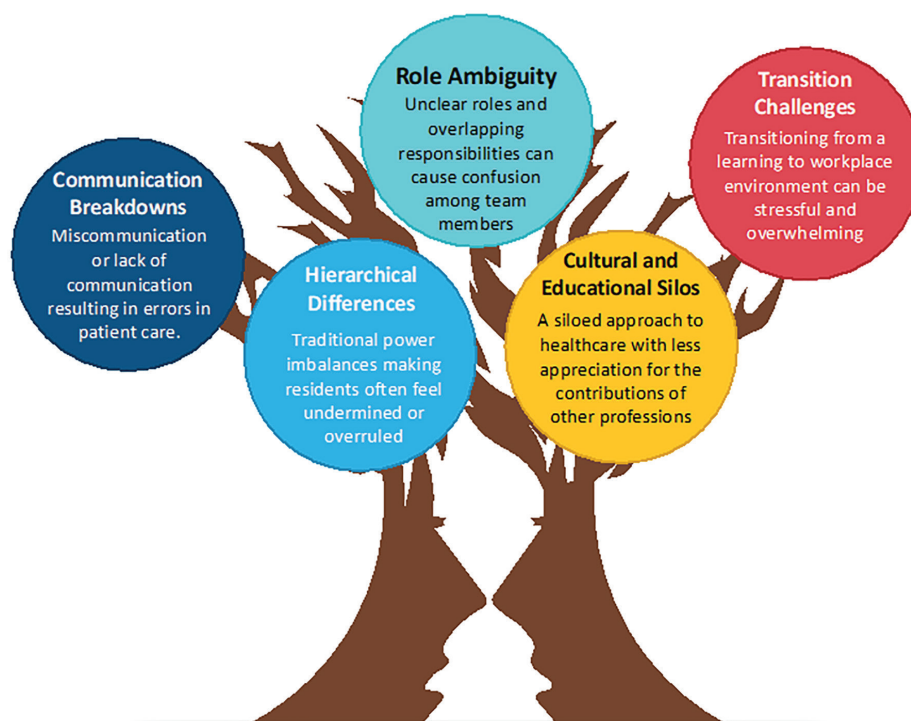 Communication
Breakdowns
Miscommunication
or lack of
communication
resulting in errors in
patient care.
Hierarchical
Differences
Traditional power
imbalances making
residents often feel
undermined or
overruled
Role Ambiguity
Unclear roles and
overlapping
responsibilities can
cause confusion
among team
members
Cultural and
Educational Silos
A siloed approach to
healthcare with less
appreciation for the
contributions of
other professions
Transition
Challenges
Transitioning from a
learning to workplace
environment can be
stressful and
overwhelming